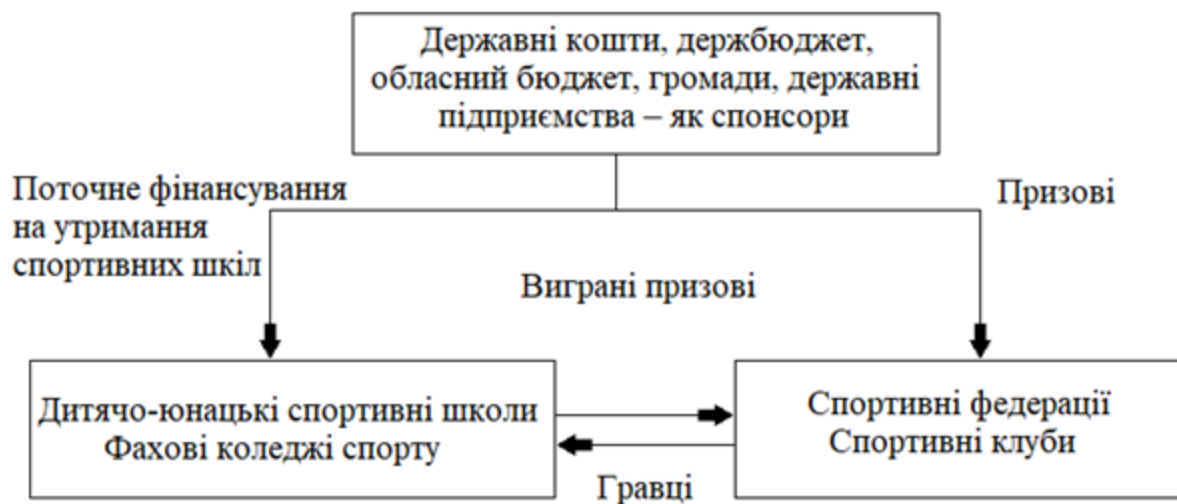 Державні кошти, держбюджет,
обласний бюджет, громади, державні
підприємства – як спонсори
Поточне фінансування
на утримання
спортивних шкіл
Призові
Виграні призові
Дитячо-юнацькі спортивні школи
Фахові коледжі спорту
Спортивні федерації
Спортивні клуби
Гравці